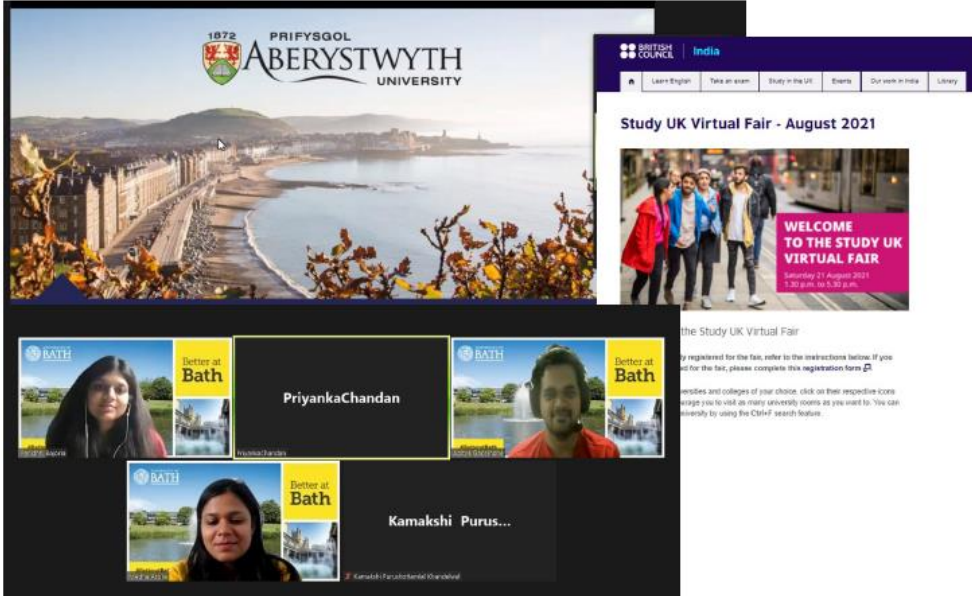 1872 PRIFYSGOL
ABERYSTWYTH
UNIVERSITY
BRITISH COUNCIL India
Learn English Take an exam Study in the UK Events Our work in India Library
Study UK Virtual Fair - August 2021
WELCOME
TO THE STUDY UK
VIRTUAL FAIR
Saturday 21 August 2021
1.30 p.m. to 5.30 p.m.
the Study UK Virtual Fair
registered for the fair, refer to the instructions below. If you
for the fair, please complete this registration form
and colleges of your choice, click on their respective icons
you to visit as many university rooms as you want to. You can
by using the Ctrl+F search feature.
BATH
Better at
Bath
PriyankaChandan
PriyankaChandan
BATH
Better at
Bath
BATH
Better at
Bath
Kamakshi Purus...
Kamakshi Purushottamlal Khandelwal